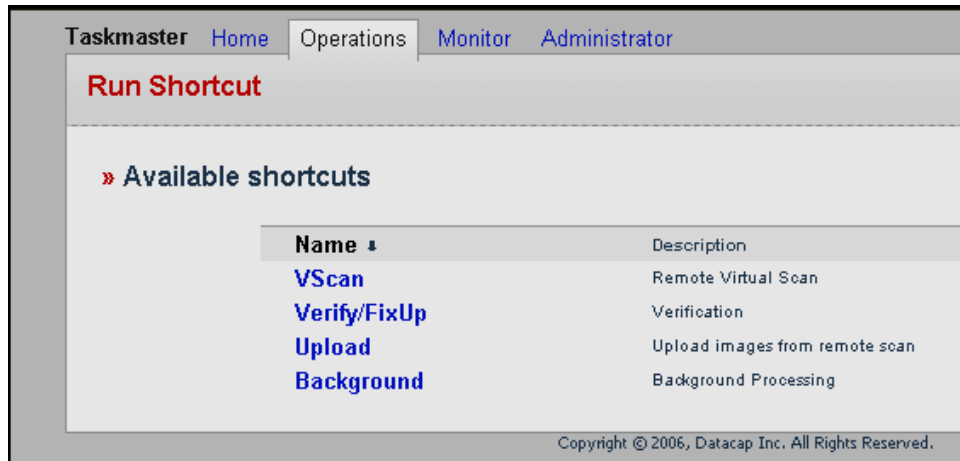 Taskmaster Home Operations Monitor Administrator
Run Shortcut
» Available shortcuts
Name Description
VScan Remote Virtual Scan
Verify/FixUp Verification
Upload Upload images from remote scan
Background Background Processing
Copyright © 2006, Datacap Inc. All Rights Reserved.